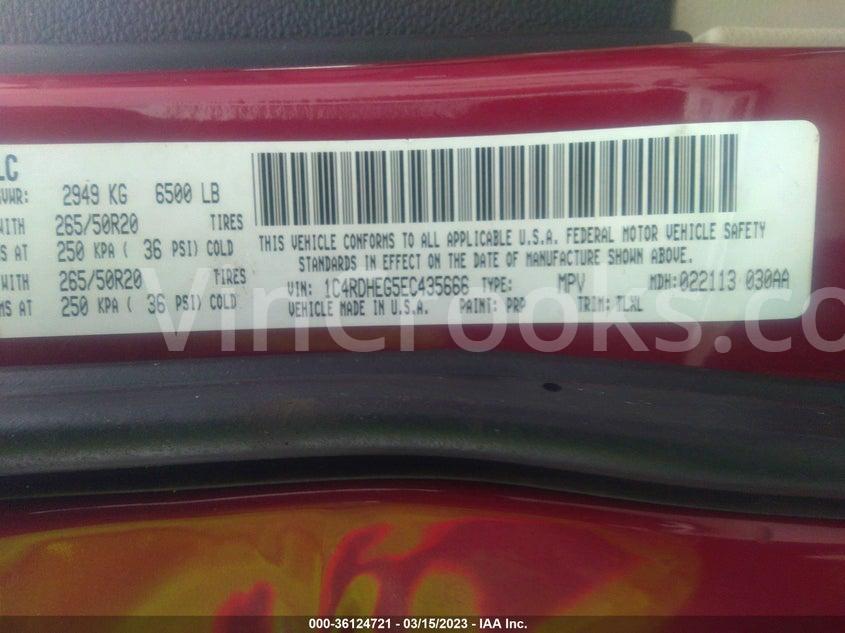 LC
GVWR: 2949 KG 6500 LB
WITH 265/50R20 TIRES
MS AT 250 KPA ( 36 PSI) COLD
WITH 265/50R20 TIRES
MS AT 250 KPA ( 36 PSI) COLD
THIS VEHICLE CONFORMS TO ALL APPLICABLE U.S.A. FEDERAL MOTOR VEHICLE SAFETY
STANDARDS IN EFFECT ON THE DATE OF MANUFACTURE SHOWN ABOVE.
VIN: 1C4RDHEG5EC435666 TYPE: MPV MDH:022113 030AA
VEHICLE MADE IN U.S.A. PAINT: PRP TRIM: TLXL
VinCrooks.co
000-36124721 - 03/15/2023 - IAA Inc.